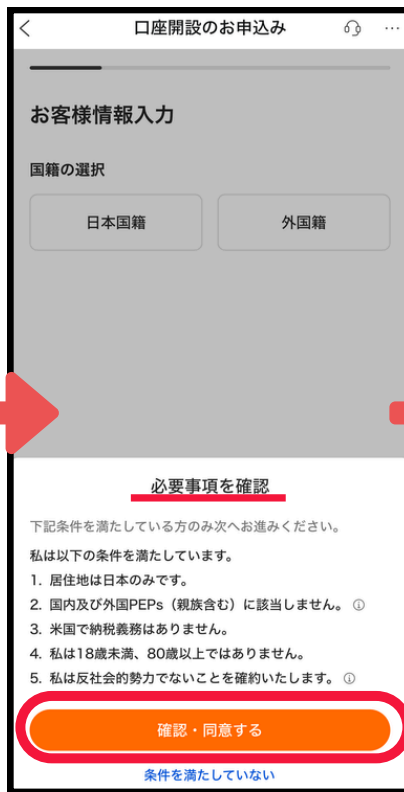 口座開設のお申込み
お客様情報入力
国籍の選択
日本国籍
外国籍
必要事項を確認
下記条件を満たしている方のみ次へお進みください。
私は以下の条件を満たしています。
1. 居住地は日本のみです。
2. 国内及び外国PEPs（親族含む）に該当しません。
3. 米国で納税義務はありません。
4. 私は18歳未満、80歳以上ではありません。
5. 私は反社会的勢力でないことを確約いたします。
確認・同意する
条件を満たしていない